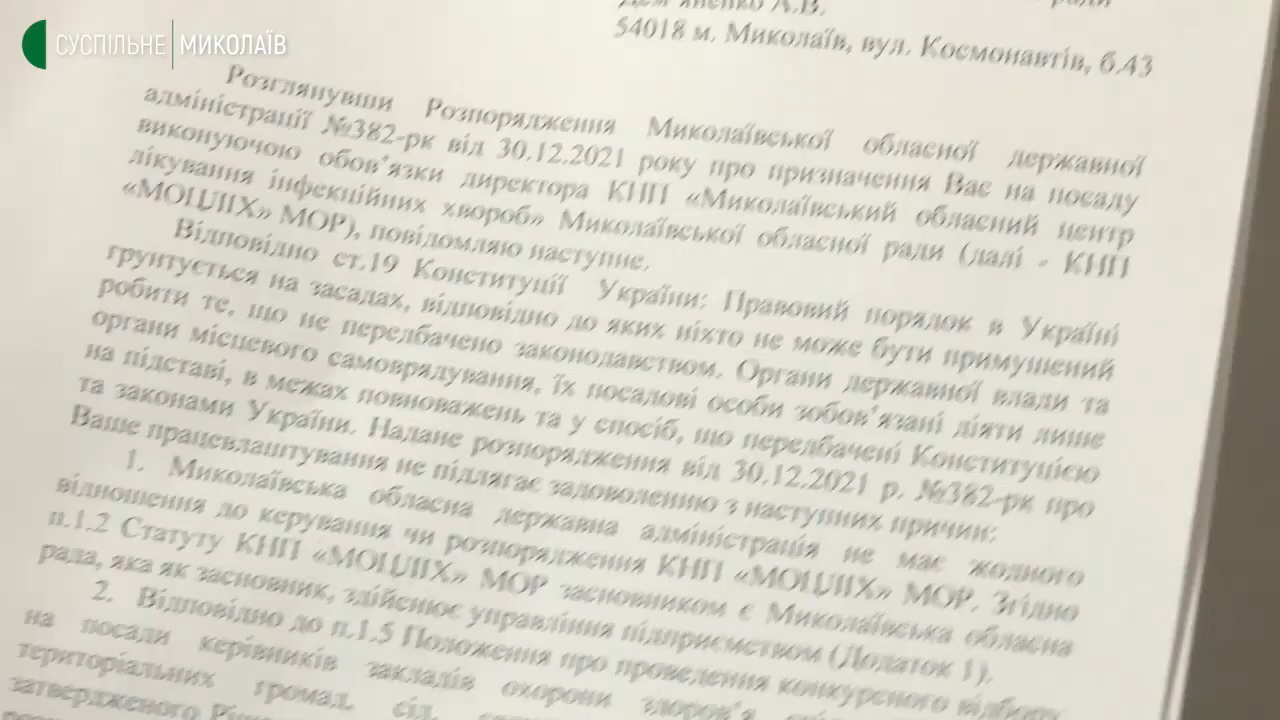 СУСПІЛЬНЕ МИКОЛАЇВ
Дем'яненко А.В.
54018 м. Миколаїв, вул. Космонавтів, б.43
Розглянувши Розпорядження Миколаївської обласної державної
адміністрації №382-рк від 30.12.2021 року про призначення Вас на посаду
виконуючою обов'язки директора КНП «Миколаївський обласний центр
лікування інфекційних хвороб» Миколаївської обласної ради (далі - КНП
«МОЦЛІХ» МОР), повідомляю наступне.
Відповідно ст.19 Конституції України: Правовий порядок в Україні
грунтується на засадах, відповідно до яких ніхто не може бути примушений
робити те, що не передбачено законодавством. Органи державної влади та
органи місцевого самоврядування, їх посадові особи зобов'язані діяти лише
на підставі, в межах повноважень та у спосіб, що передбачені Конституцією
та законами України. Надане розпорядження від 30.12.2021 р. №382-рк про
Ваше працевлаштування не підлягає задоволенню з наступних причин:
1. Миколаївська обласна державна адміністрація не має жодного
відношення до керування чи розпорядження КНП «МОЦЛІХ» МОР. Згідно
п.1.2 Статуту КНП «МОЦЛІХ» МОР засновником є Миколаївська обласна
рада, яка як засновник, здійснює управління підприємством (Додаток 1).
2. Відповідно до п.1.5 Положення про проведення конкурсного відбору
на посади керівників закладів охорони здоров'я
територіальних громад, сіл,
затвердженого